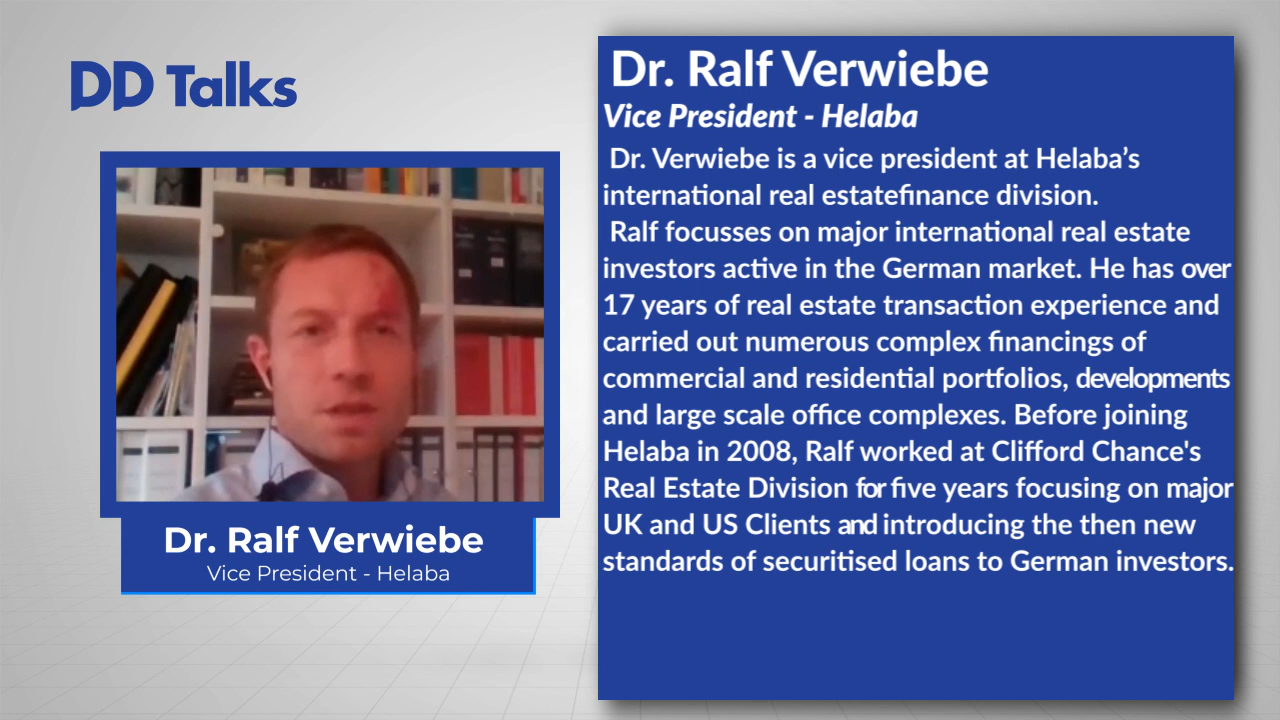 DD Talks
Dr. Ralf Verwiebe
Vice President - Helaba
Dr. Ralf Verwiebe
Vice President - Helaba
Dr. Verwiebe is a vice president at Helaba’s
international real estatefinance division.
Ralf focusses on major international real estate
investors active in the German market. He has over
17 years of real estate transaction experience and
carried out numerous complex financings of
commercial and residential portfolios, developments
and large scale office complexes. Before joining
Helaba in 2008, Ralf worked at Clifford Chance's
Real Estate Division for five years focusing on major
UK and US Clients and introducing the then new
standards of securitised loans to German investors.